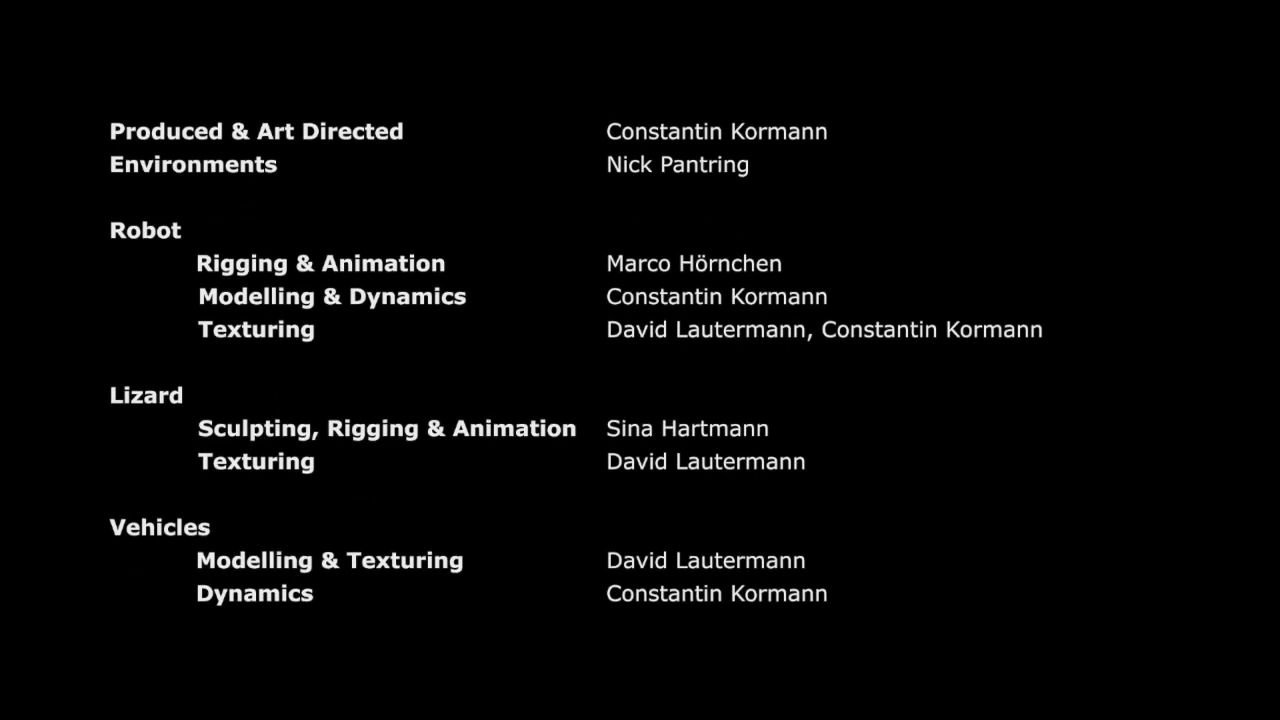 Produced & Art Directed Constantin Kormann
Environments Nick Pantring
Robot
Rigging & Animation Marco Hörnchen
Modelling & Dynamics Constantin Kormann
Texturing David Lautermann, Constantin Kormann
Lizard
Sculpting, Rigging & Animation Sina Hartmann
Texturing David Lautermann
Vehicles
Modelling & Texturing David Lautermann
Dynamics Constantin Kormann